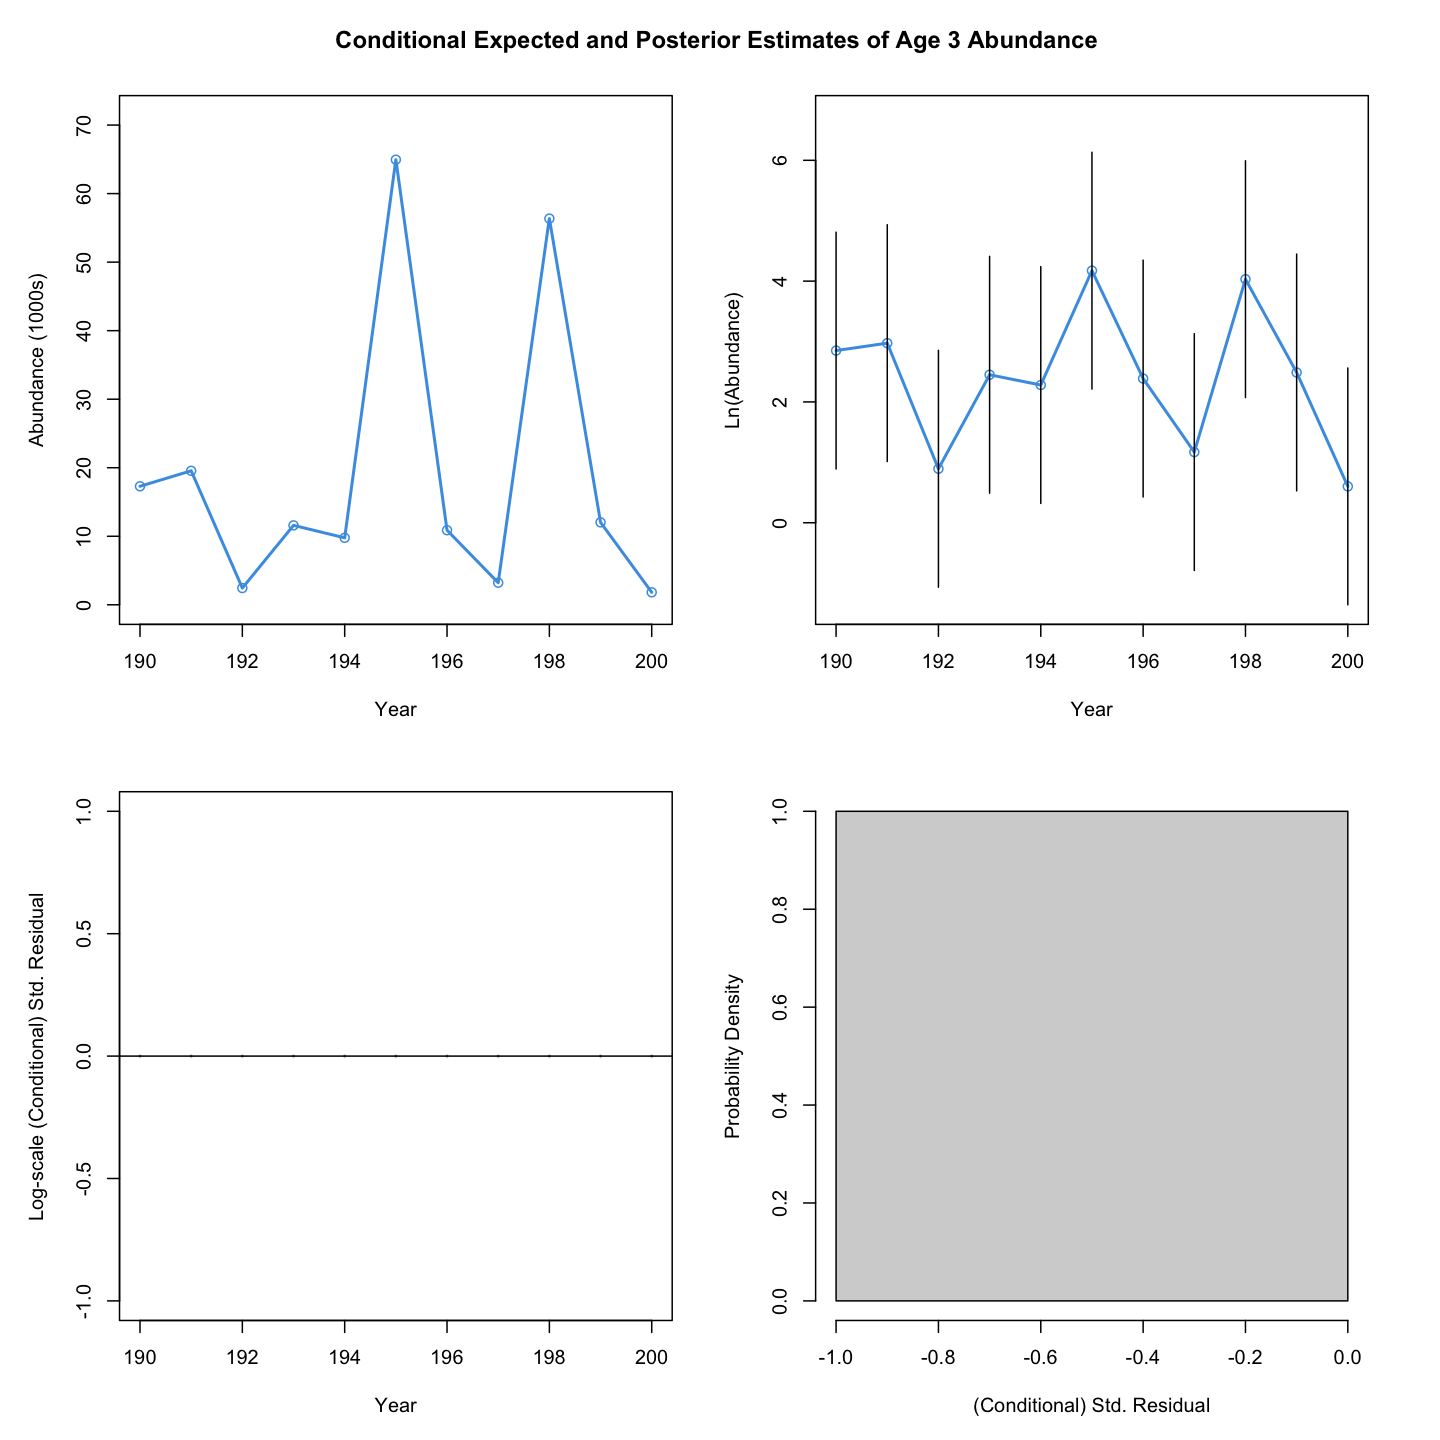 Conditional Expected and Posterior Estimates of Age 3 Abundance
Abundance (1000s)
70
60
50
40
30
20
10
0
190 192 194 196 198 200
Year
Ln(Abundance)
6
4
2
0
190 192 194 196 198 200
Year
Log-scale (Conditional) Std. Residual
1.0
0.5
0.0
-0.5
-1.0
190 192 194 196 198 200
Year
Probability Density
1.0
0.8
0.6
0.4
0.2
0.0
-1.0 -0.8 -0.6 -0.4 -0.2 0.0
(Conditional) Std. Residual